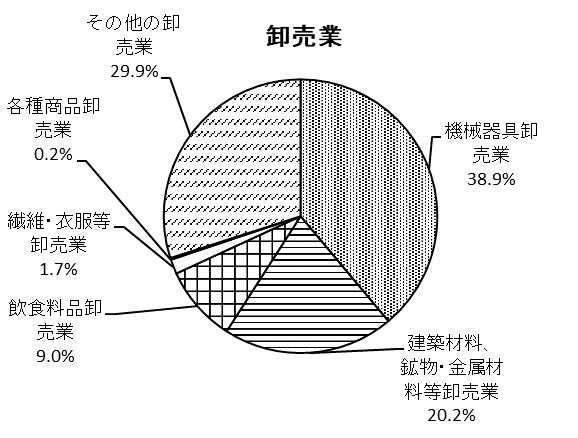 卸売業
機械器具卸
売業
38.9%
建築材料、
鉱物・金属材
料等卸売業
20.2%
飲食料品卸
売業
9.0%
繊維・衣服等
卸売業
1.7%
各種商品卸
売業
0.2%
その他の卸
売業
29.9%